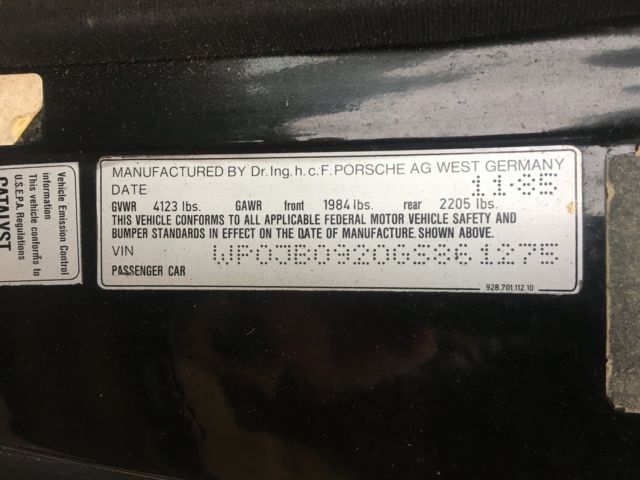 MANUFACTURED BY Dr. Ing. h. c. F. PORSCHE AG WEST GERMANY
DATE 11·85
GVWR 4123 lbs. GAWR front 1984 lbs. rear 2205 lbs.
THIS VEHICLE CONFORMS TO ALL APPLICABLE FEDERAL MOTOR VEHICLE SAFETY AND
BUMPER STANDARDS IN EFFECT ON THE DATE OF MANUFACTURE SHOWN ABOVE.
VIN WP0JB0920GS861275
PASSENGER CAR
928.701.112.10
Vehicle Emission Control
This vehicle conforms to
U.S.E.P.A. Regulations
CATALYST